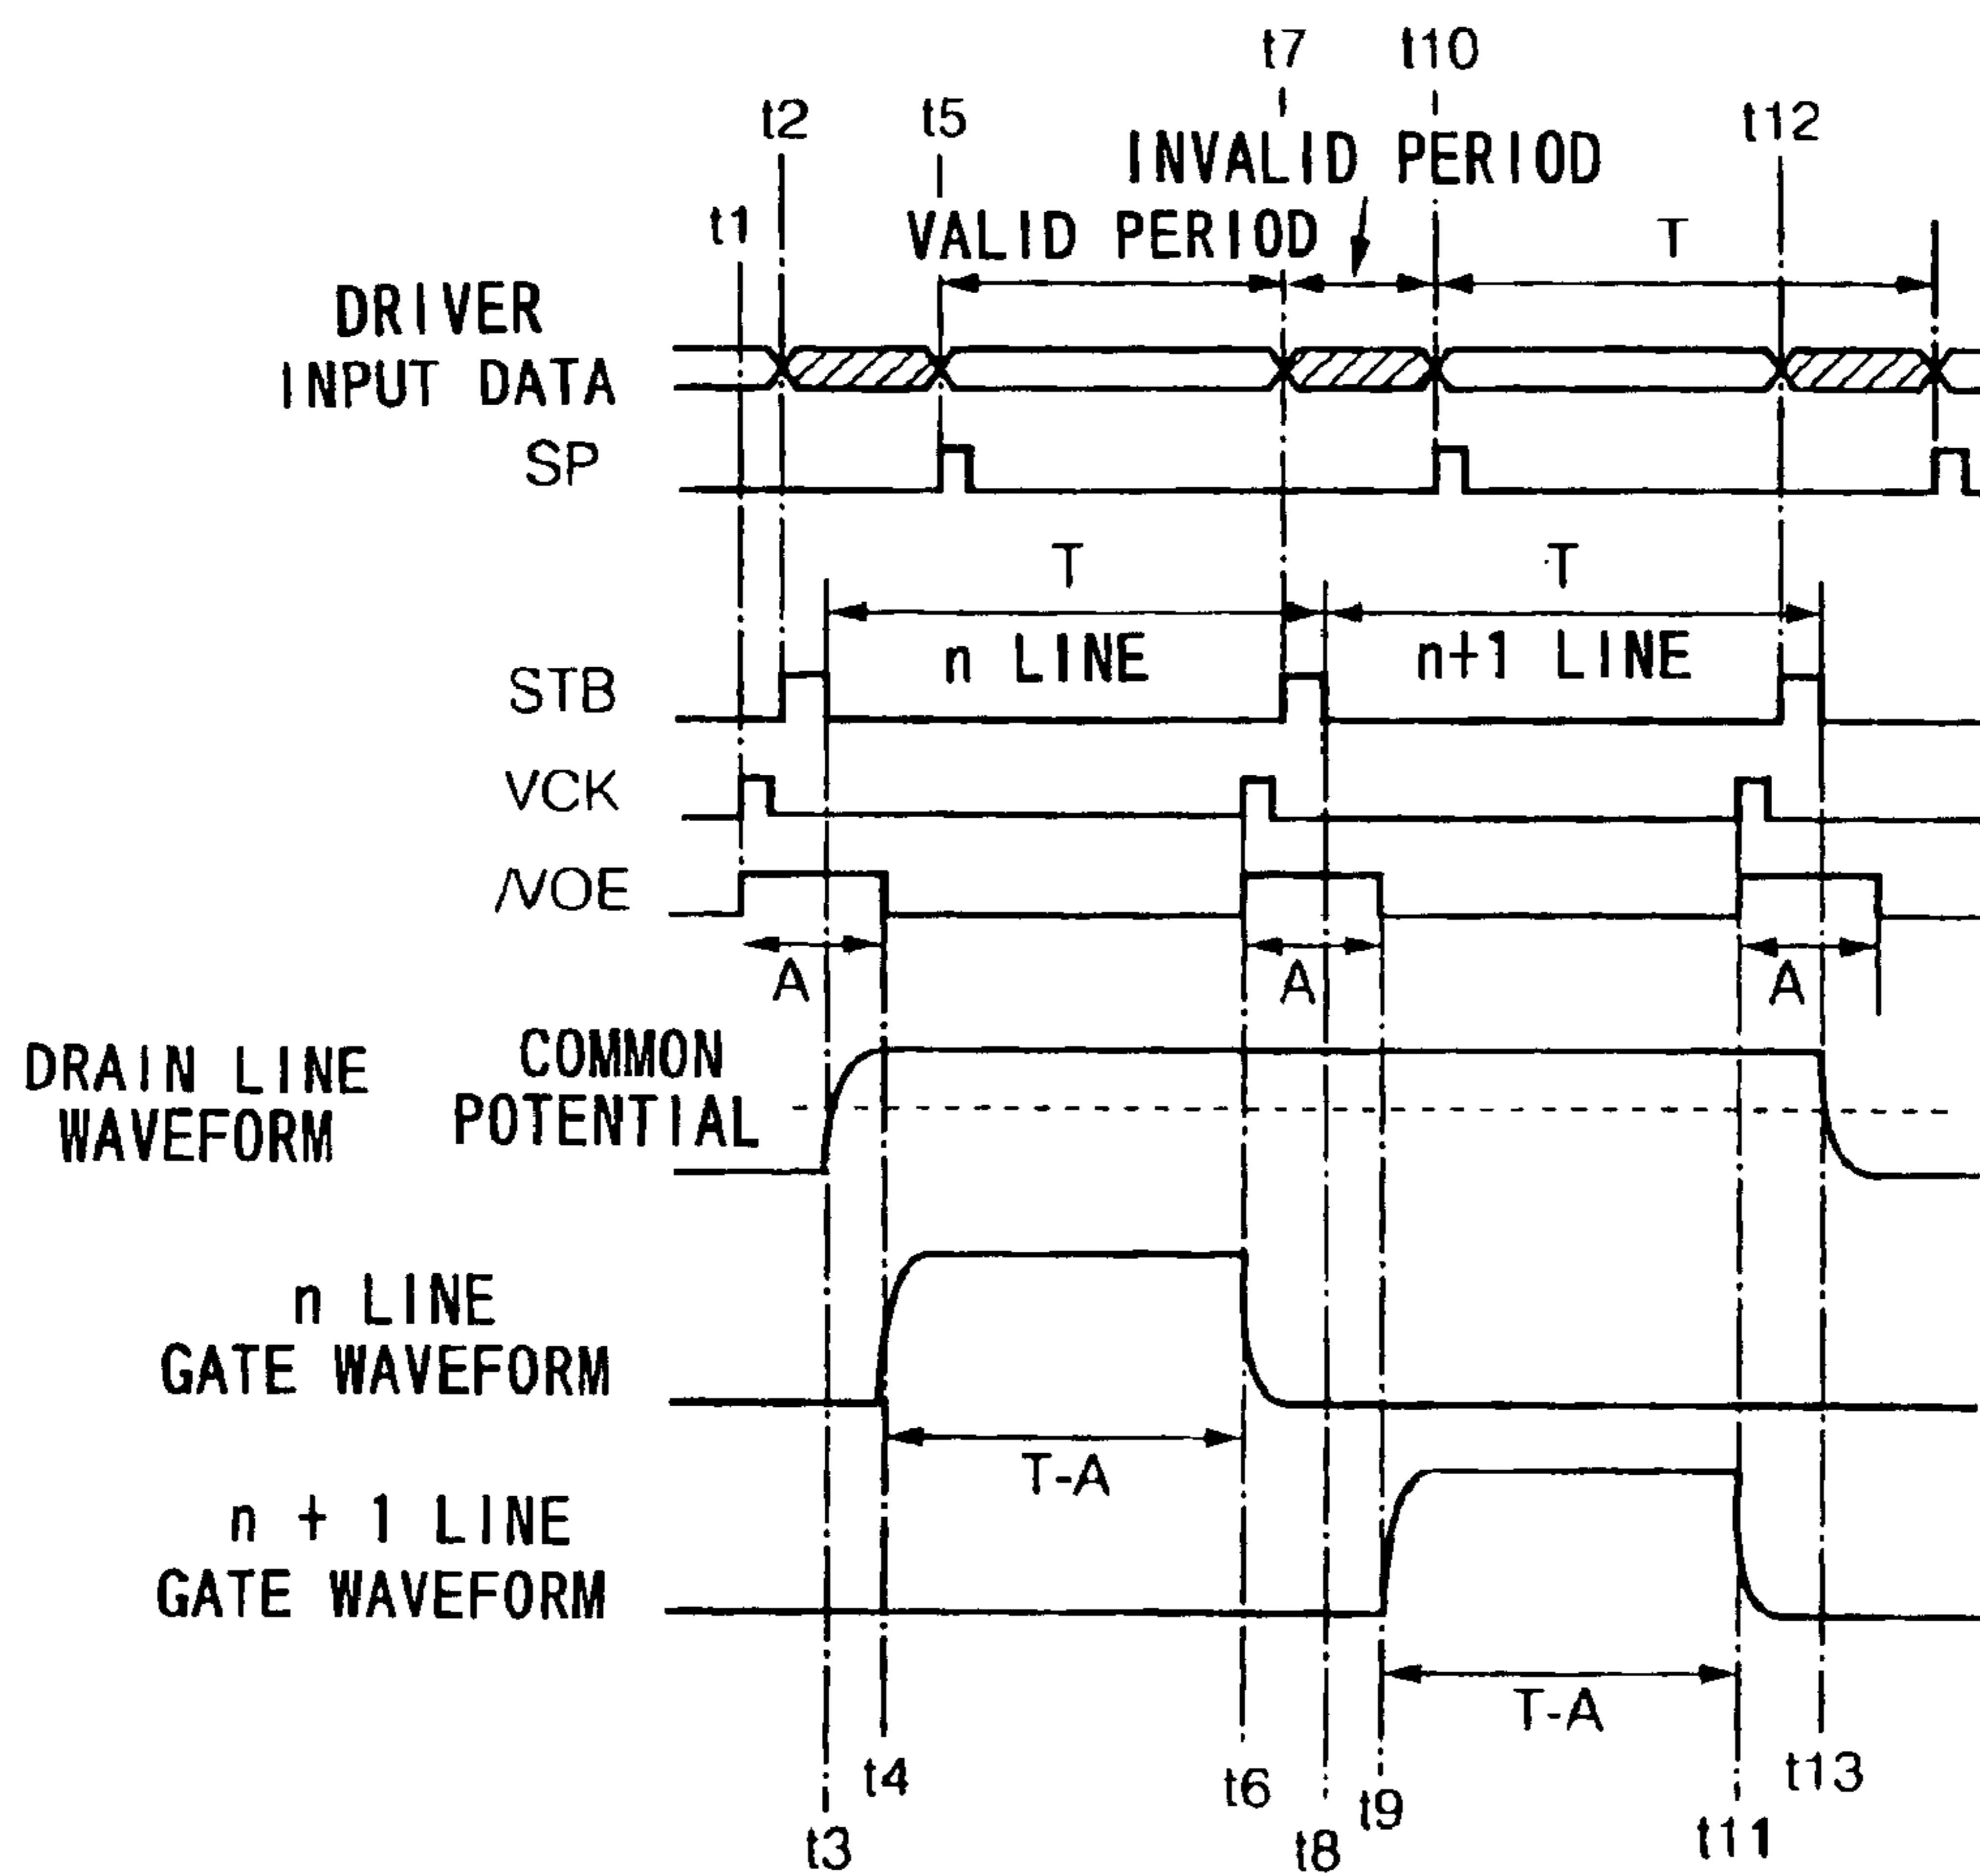 t7
t10
t2
t5
t12
INVALID PERIOD
t1
VALID PERIOD
T
DRIVER
INPUT DATA
SP
T
T
n LINE
n+1 LINE
STB
VCK
/VOE
A
A
A
DRAIN LINE
WAVEFORM
COMMON
POTENTIAL
n LINE
GATE WAVEFORM
T-A
n + 1 LINE
GATE WAVEFORM
T-A
t4
t6
t9
t13
t3
t8
t11